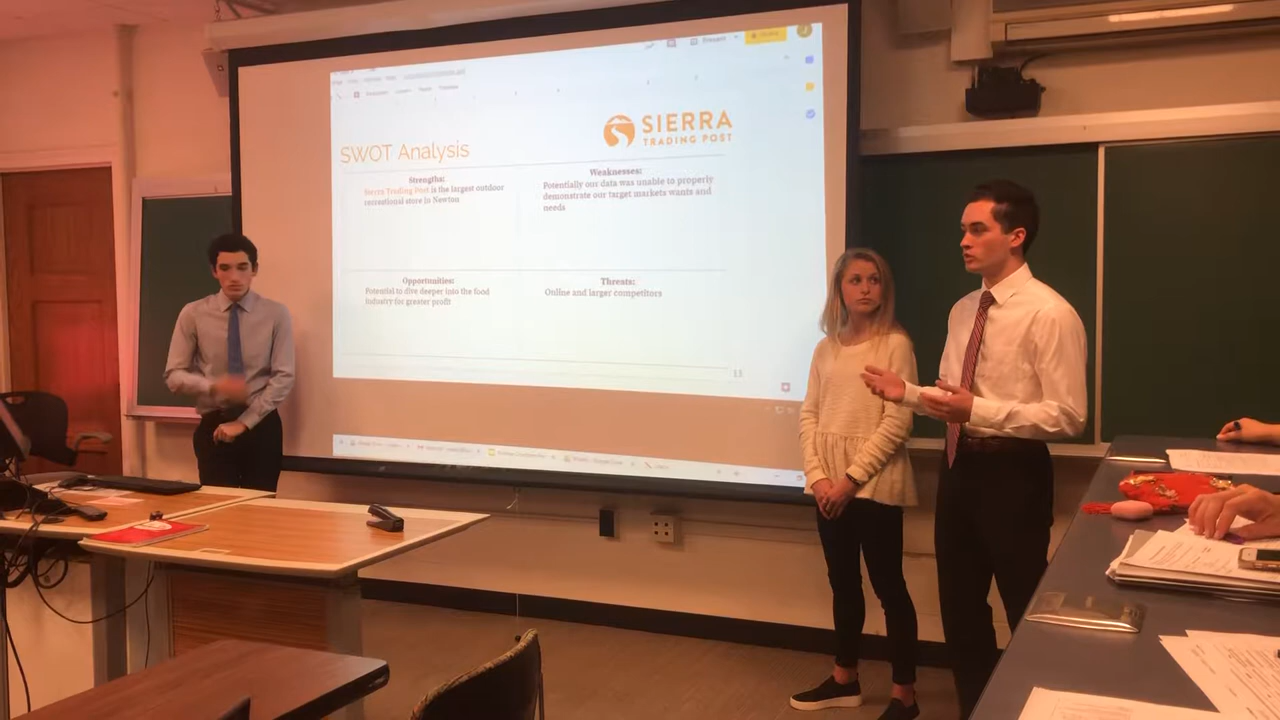 SIERRA
TRADING POST
SWOT Analysis
Strengths:
Sierra Trading Post is the largest outdoor
recreational store in Newton
Weaknesses:
Potentially our data was unable to properly
demonstrate our target markets wants and
needs
Opportunities:
Potential to dive deeper into the food
industry for greater profit
Threats:
Online and larger competitors